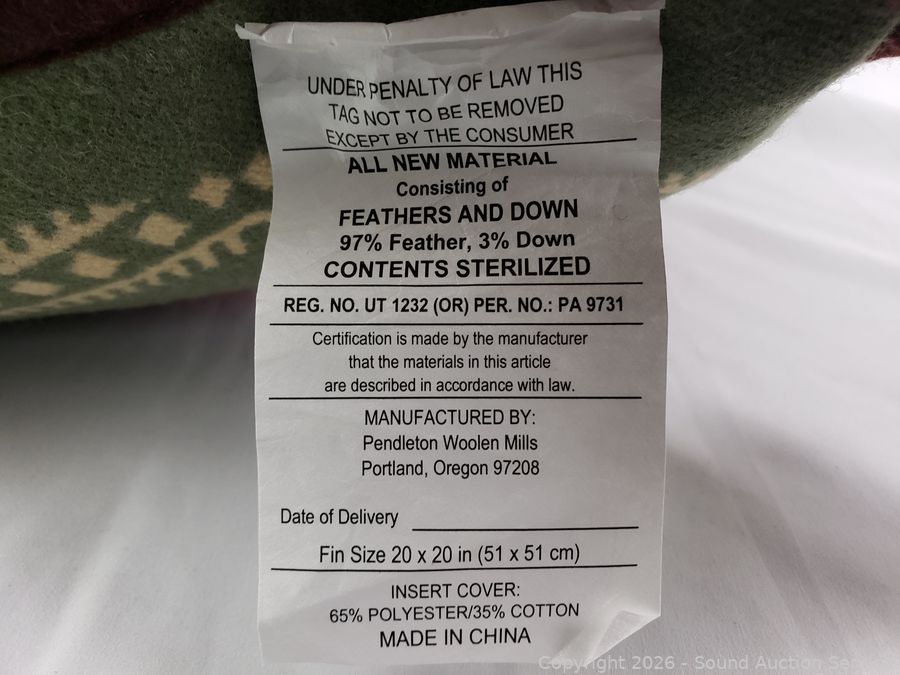 UNDER PENALTY OF LAW THIS
TAG NOT TO BE REMOVED
EXCEPT BY THE CONSUMER
ALL NEW MATERIAL
Consisting of
FEATHERS AND DOWN
97% Feather, 3% Down
CONTENTS STERILIZED
REG. NO. UT 1232 (OR) PER. NO.: PA 9731
Certification is made by the manufacturer
that the materials in this article
are described in accordance with law.
MANUFACTURED BY:
Pendleton Woolen Mills
Portland, Oregon 97208
Date of Delivery
Fin Size 20 x 20 in (51 x 51 cm)
INSERT COVER:
65% POLYESTER/35% COTTON
MADE IN CHINA
Copyright 2026 - Sound Auction